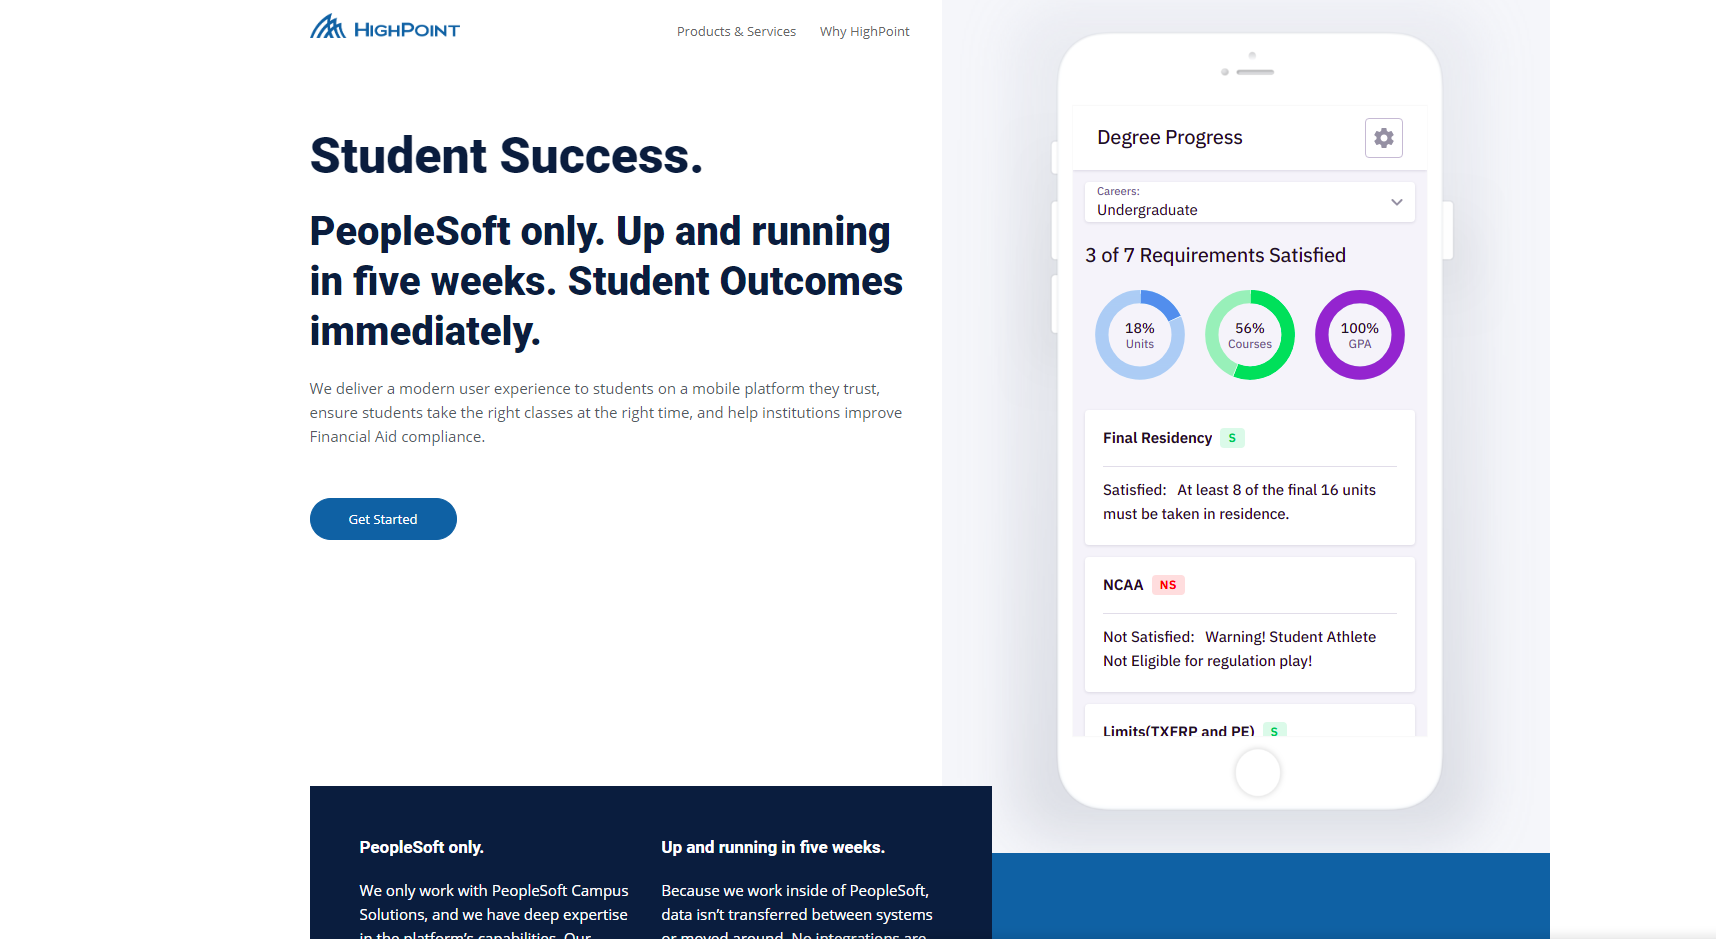 HIGHPOINT
Products & Services
Why HighPoint
Student Success.
PeopleSoft only. Up and running
in five weeks. Student Outcomes
immediately.
We deliver a modern user experience to students on a mobile platform they trust,
ensure students take the right classes at the right time, and help institutions improve
Financial Aid compliance.
Get Started
Degree Progress
Careers:
Undergraduate
3 of 7 Requirements Satisfied
18%
Units
56%
Courses
100%
GPA
Final Residency S
Satisfied: At least 8 of the final 16 units
must be taken in residence.
NCAA NS
Not Satisfied: Warning! Student Athlete
Not Eligible for regulation play!
Limits(TXFRP and PE) S
PeopleSoft only.
We only work with PeopleSoft Campus
Solutions, and we have deep expertise
in the platform's capabilities. Our
Up and running in five weeks.
Because we work inside of PeopleSoft,
data isn’t transferred between systems
or moved around. No integrations are